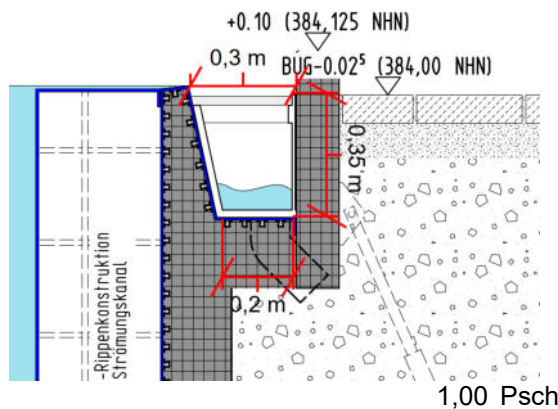 +0.10 (384,125 NHN)
0,3 m
BÜG-0.02⁵ (384,00 NHN)
0,35 m
0,2 m
-Rippenkonstruktion
Strömungskanal
1,00 Psch